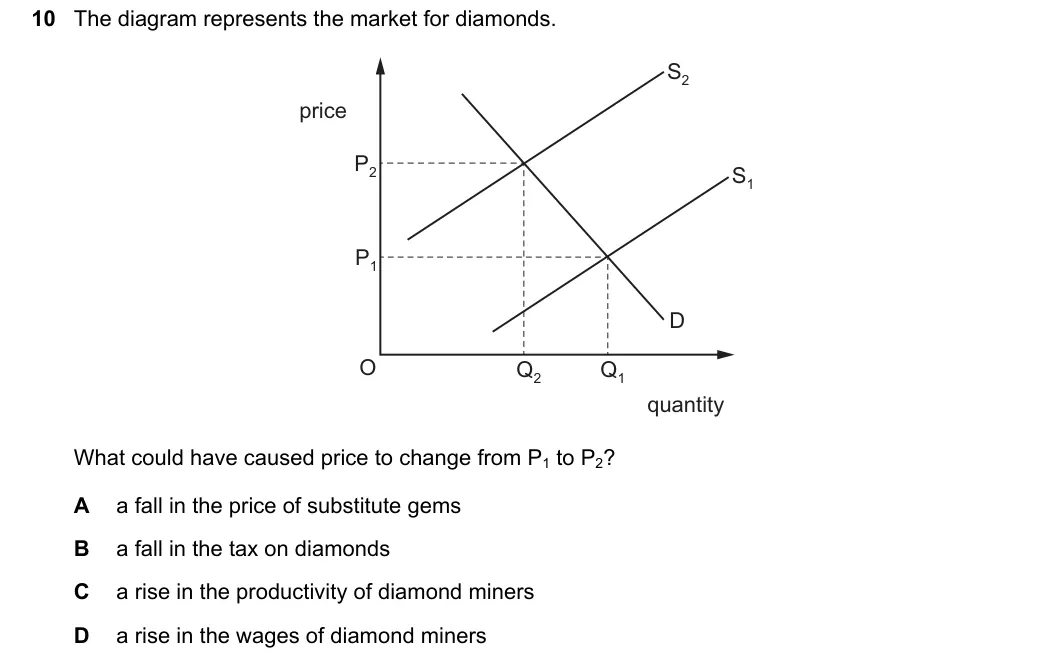 10 The diagram represents the market for diamonds.
S₂
price
P₂
S₁
P₁
D
O
Q₂ Q₁
quantity
What could have caused price to change from P₁ to P₂?
A a fall in the price of substitute gems
B a fall in the tax on diamonds
C a rise in the productivity of diamond miners
D a rise in the wages of diamond miners